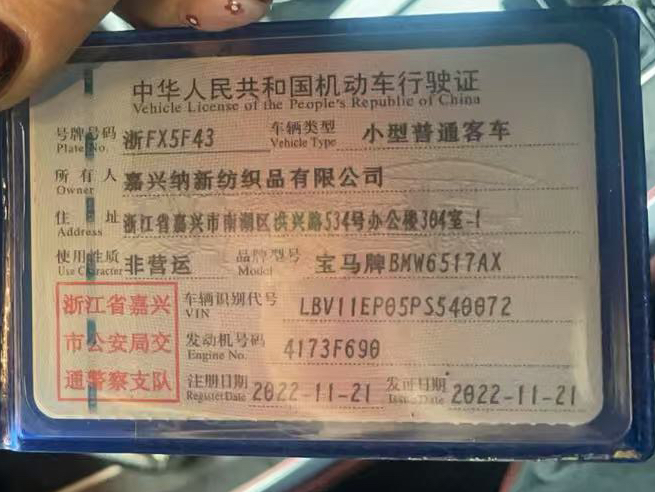 中华人民共和国机动车行驶证
Vehicle License of the People's Republic of China
号牌号码 浙FX5F43 车辆类型 小型普通客车
Plate No. Vehicle Type
所有人 嘉兴纳新纺织品有限公司
Owner
住址 浙江省嘉兴市南湖区洪兴路534号办公楼304室-1
Address
使用性质 非营运 品牌型号 宝马牌BMW6517AX
Use Character Model
浙江省嘉兴
市公安局交
通警察支队
车辆识别代号 LBV11EP05PS540072
VIN
发动机号码 4173F690
Engine No.
注册日期 2022-11-21 发证日期 2022-11-21
Register Date Issue Date